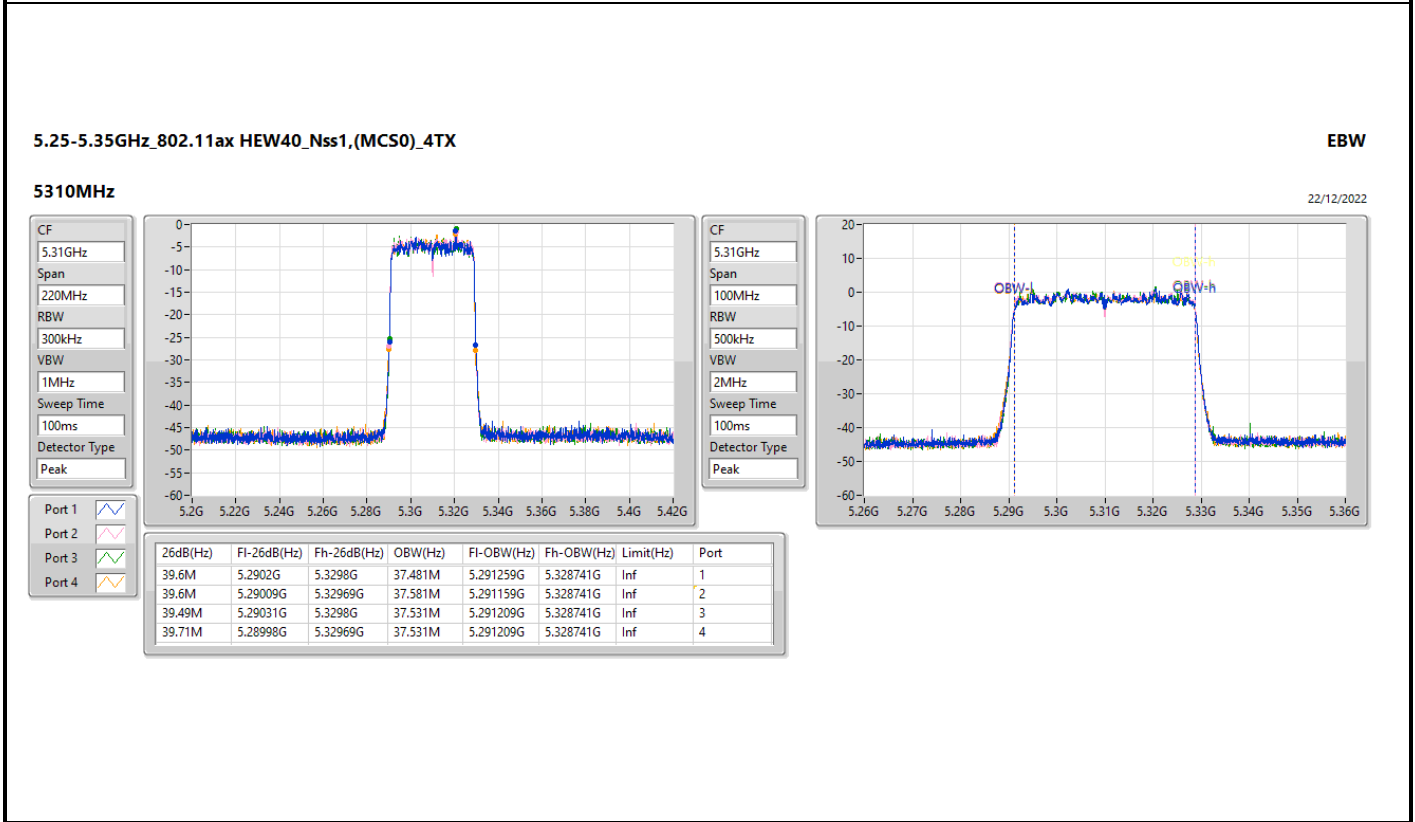 5.25-5.35GHz_802.11ax HEW40_Nss1,(MCS0)_4TX EBW
5310MHz 22/12/2022
CF
5.31GHz
Span
220MHz
RBW
300kHz
VBW
1MHz
Sweep Time
100ms
Detector Type
Peak
Port 1
Port 2
Port 3
Port 4
0
-5
-10
-15
-20
-25
-30
-35
-40
-45
-50
-55
-60
5.2G 5.22G 5.24G 5.26G 5.28G 5.3G 5.32G 5.34G 5.36G 5.38G 5.4G 5.42G
CF
5.31GHz
Span
100MHz
RBW
500kHz
VBW
2MHz
Sweep Time
100ms
Detector Type
Peak
20
10
0
-10
-20
-30
-40
-50
-60
OBW-h
OBW- OBW-h
5.26G 5.27G 5.28G 5.29G 5.3G 5.31G 5.32G 5.33G 5.34G 5.35G 5.36G
26dB(Hz) Fl-26dB(Hz) Fh-26dB(Hz) OBW(Hz) Fl-OBW(Hz) Fh-OBW(Hz) Limit(Hz) Port
39.6M 5.2902G 5.3298G 37.481M 5.291259G 5.328741G Inf 1
39.6M 5.29009G 5.32969G 37.581M 5.291159G 5.328741G Inf 2
39.49M 5.29031G 5.3298G 37.531M 5.291209G 5.328741G Inf 3
39.71M 5.28998G 5.32969G 37.531M 5.291209G 5.328741G Inf 4